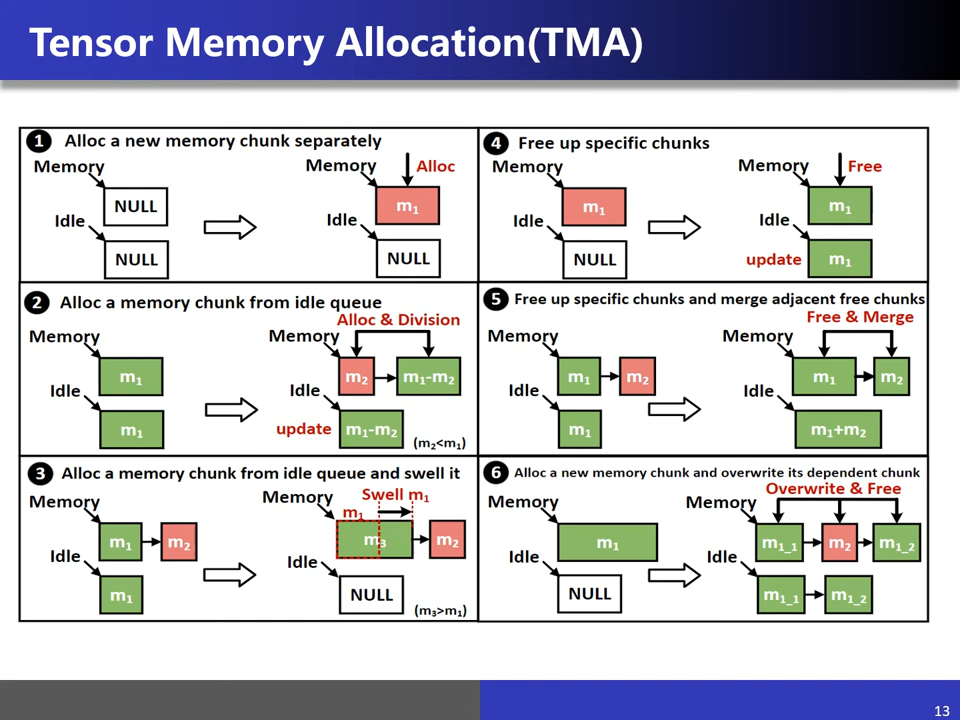 Tensor Memory Allocation(TMA)
1 Alloc a new memory chunk separately
Memory
NULL
Idle
NULL
Memory
Alloc
m1
Idle
NULL
2 Alloc a memory chunk from idle queue
Memory
m1
Idle
m1
Alloc & Division
Memory
m2
m1-m2
Idle
update
m1-m2
(m2<m1)
3 Alloc a memory chunk from idle queue and swell it
Memory
m1
m2
Idle
m1
Memory
Swell m1
m1
m3
m2
Idle
NULL
(m3>m1)
4 Free up specific chunks
Memory
m1
Idle
NULL
Memory
Free
m1
Idle
update
m1
5 Free up specific chunks and merge adjacent free chunks
Memory
m1
m2
Idle
m1
Free & Merge
Memory
m1
m2
Idle
m1+m2
6 Alloc a new memory chunk and overwrite its dependent chunk
Memory
m1
Idle
NULL
Overwrite & Free
Memory
m1_1
m2
m1_2
Idle
m1_1
m1_2
13